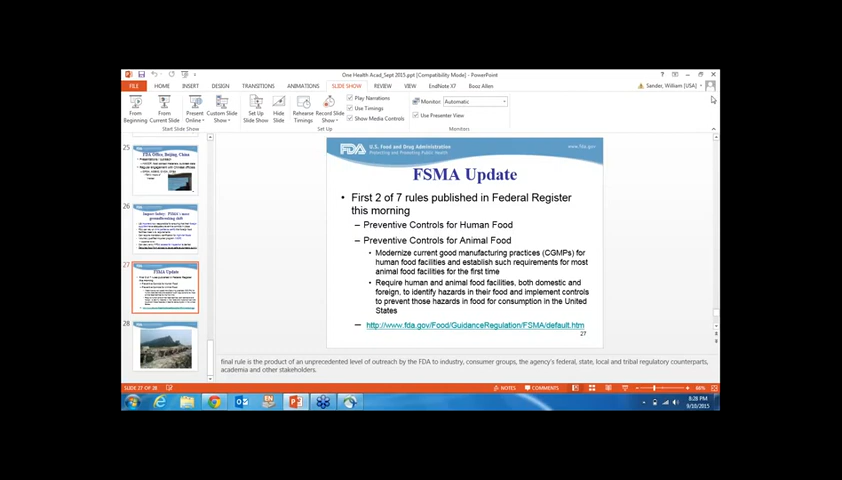 One Health Acad_Sept 2015.ppt [Compatibility Mode] - PowerPoint
FILE HOME INSERT DESIGN TRANSITIONS ANIMATIONS SLIDE SHOW REVIEW VIEW EndNote X7 Booz Allen
Sander, William [USA]
From Beginning
From Current Slide
Present Online
Custom Slide Show
Set Up Slide Show
Hide Slide
Rehearse Timings
Record Slide Show
Play Narrations
Use Timings
Show Media Controls
Monitor: Automatic
Use Presenter View
Start Slide Show
Set Up
Monitors
25
FDA Office Beijing, China
26
27
FSMA Update
28
FDA U.S. Food and Drug Administration
Protecting and Promoting Public Health
www.fda.gov
FSMA Update
• First 2 of 7 rules published in Federal Register
this morning
– Preventive Controls for Human Food
– Preventive Controls for Animal Food
• Modernize current good manufacturing practices (CGMPs) for
human food facilities and establish such requirements for most
animal food facilities for the first time
• Require human and animal food facilities, both domestic and
foreign, to identify hazards in their food and implement controls
to prevent those hazards in food for consumption in the United
States
– http://www.fda.gov/Food/GuidanceRegulation/FSMA/default.htm
27
final rule is the product of an unprecedented level of outreach by the FDA to industry, consumer groups, the agency's federal, state, local and tribal regulatory counterparts,
academia and other stakeholders.
SLIDE 27 OF 28
NOTES
COMMENTS
66%
8:28 PM
9/10/2015